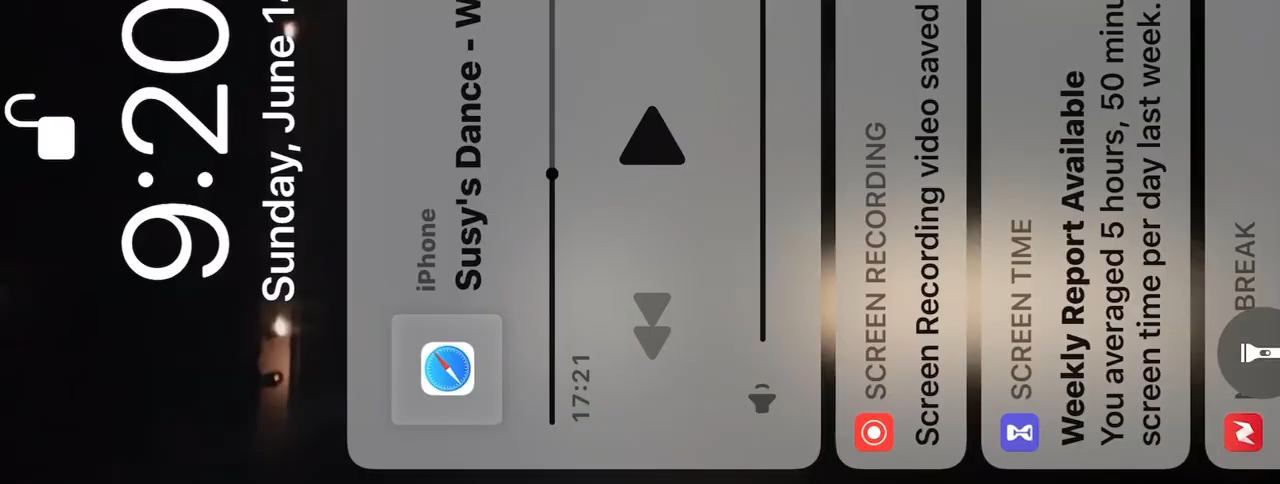 9:20
Sunday, June 14
iPhone
Susy's Dance - W
17:21
SCREEN RECORDING
Screen Recording video saved
SCREEN TIME
Weekly Report Available
You averaged 5 hours, 50 minu
screen time per day last week.
BREAK